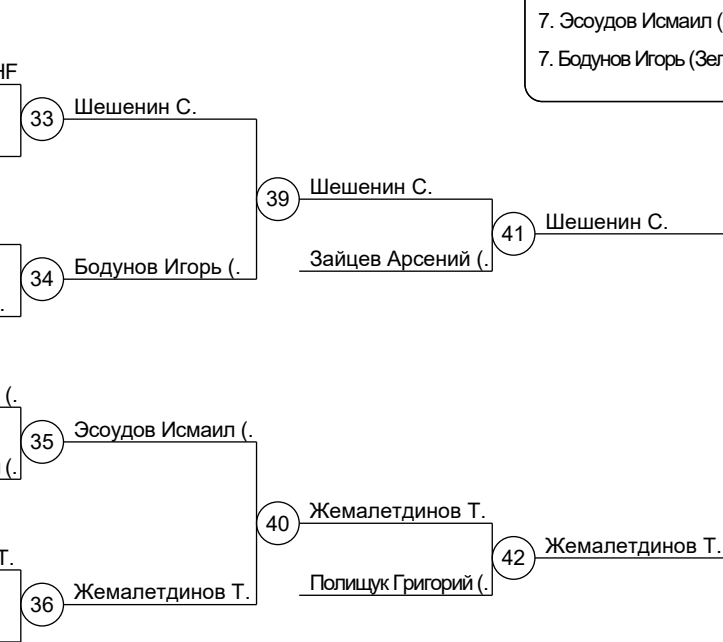 7. Эсоудов Исмаил (
7. Бодунов Игорь (Зел
HF
33
Шешенин С.
39
Шешенин С.
41
Шешенин С.
Зайцев Арсений (.
34
Бодунов Игорь (.
.
(.
35
Эсоудов Исмаил (.
(.
40
Жемалетдинов Т.
42
Жемалетдинов Т.
Полищук Григорий (.
Т.
36
Жемалетдинов Т.